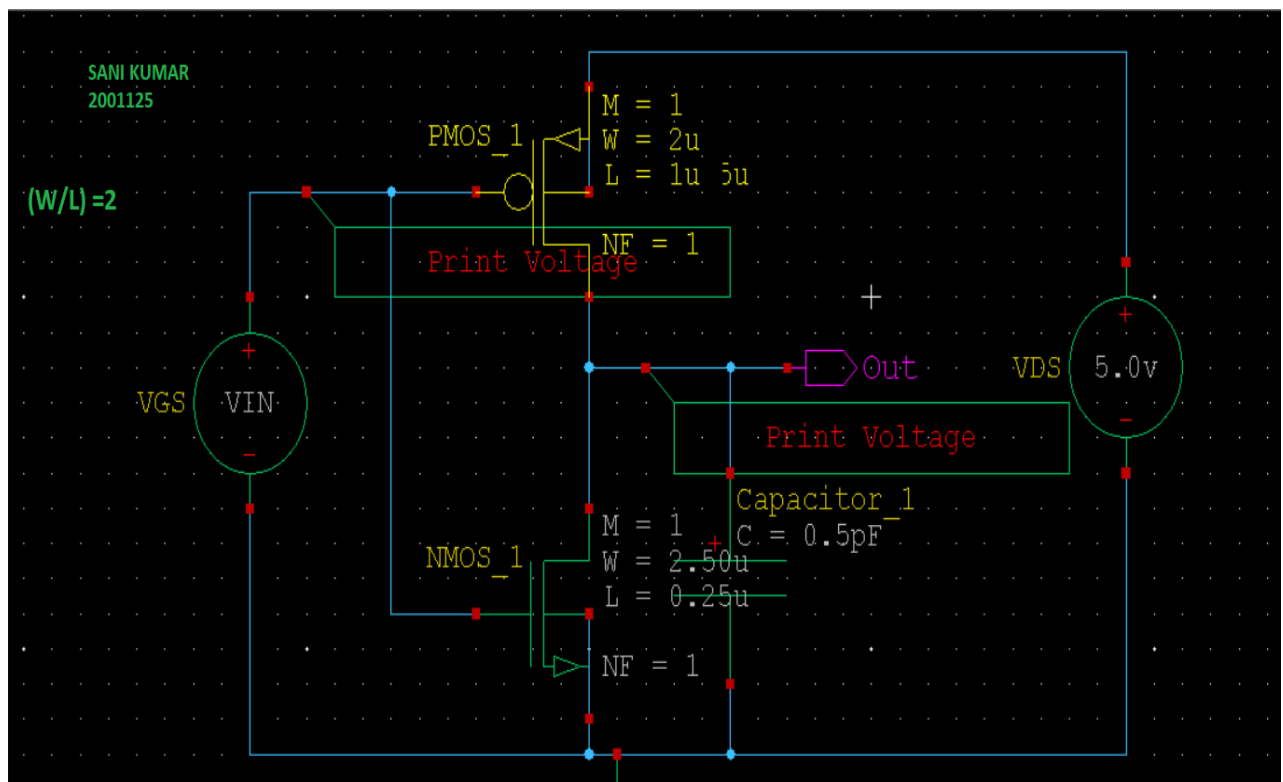 SANI KUMAR
2001125
(W/L) =2
PMOS_1
M = 1
W = 2u
L = 1u 5u
NF = 1
Print Voltage
+
VGS
VIN
-
Out
VDS
+
5.0v
-
Print Voltage
Capacitor_1
C = 0.5pF
+
NMOS_1
M = 1
W = 2.50u
L = 0.25u
NF = 1